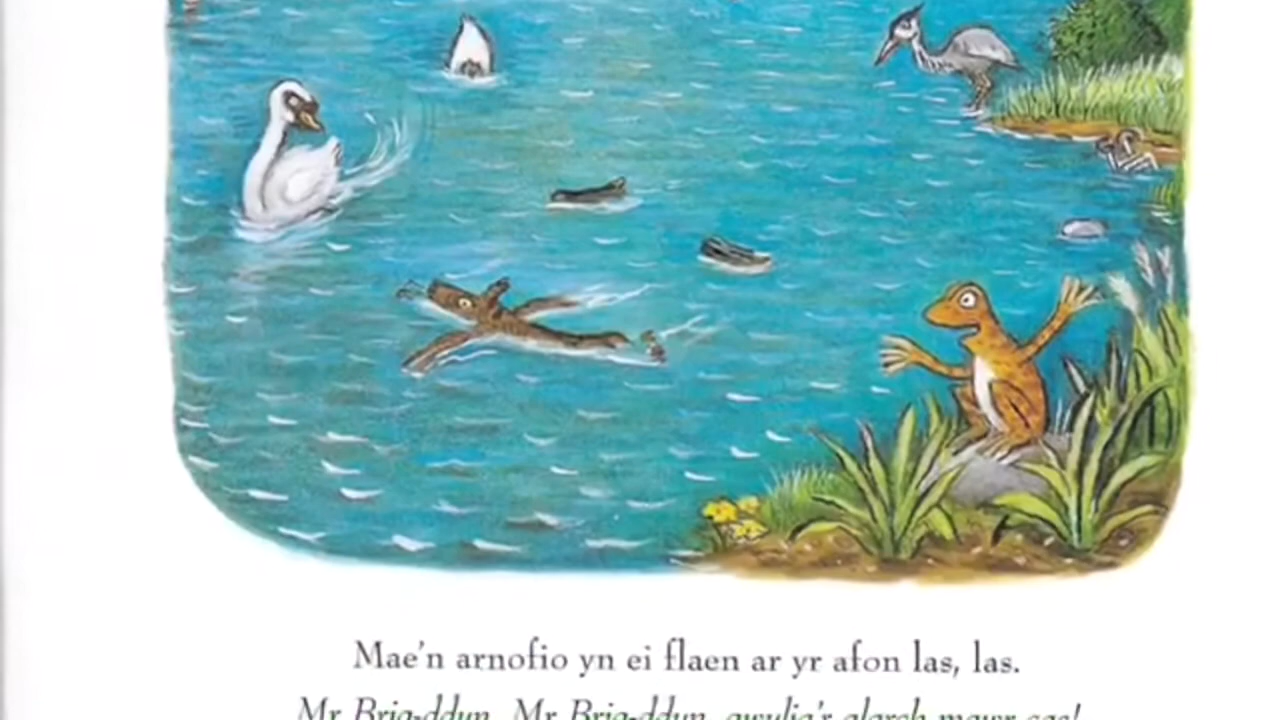 Mae'n arnofio yn ei flaen ar yr afon las, las.
Mr Brig-ddyn, Mr Brig-ddyn, gwylia'r alarch mawr cas!